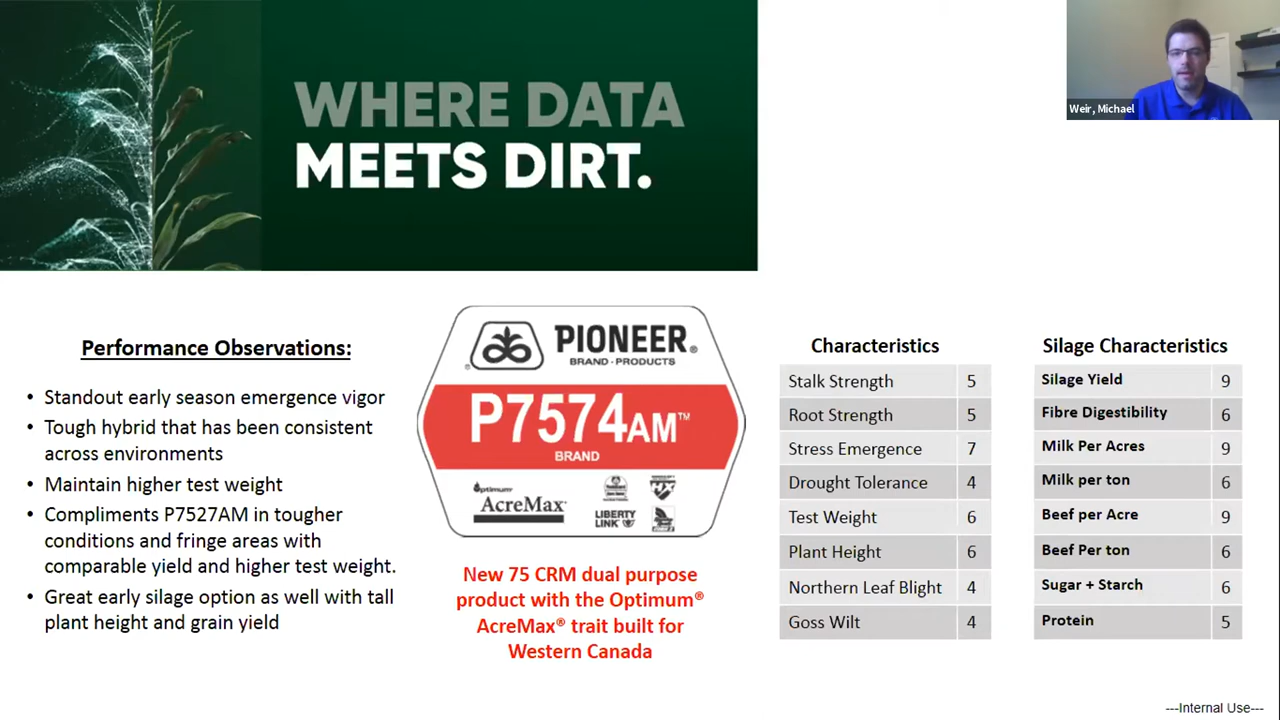 WHERE DATA
MEETS DIRT.
Weir, Michael
Performance Observations:
• Standout early season emergence vigor
• Tough hybrid that has been consistent
across environments
• Maintain higher test weight
• Compliments P7527AM in tougher
conditions and fringe areas with
comparable yield and higher test weight.
• Great early silage option as well with tall
plant height and grain yield
PIONEER®
BRAND·PRODUCTS
P7574AM™
BRAND
Optimum®
AcreMax®
LIBERTY
LINK®
New 75 CRM dual purpose
product with the Optimum®
AcreMax® trait built for
Western Canada
Characteristics
Stalk Strength 5
Root Strength 5
Stress Emergence 7
Drought Tolerance 4
Test Weight 6
Plant Height 6
Northern Leaf Blight 4
Goss Wilt 4
Silage Characteristics
Silage Yield 9
Fibre Digestibility 6
Milk Per Acres 9
Milk per ton 6
Beef per Acre 9
Beef Per ton 6
Sugar + Starch 6
Protein 5
---Internal Use---